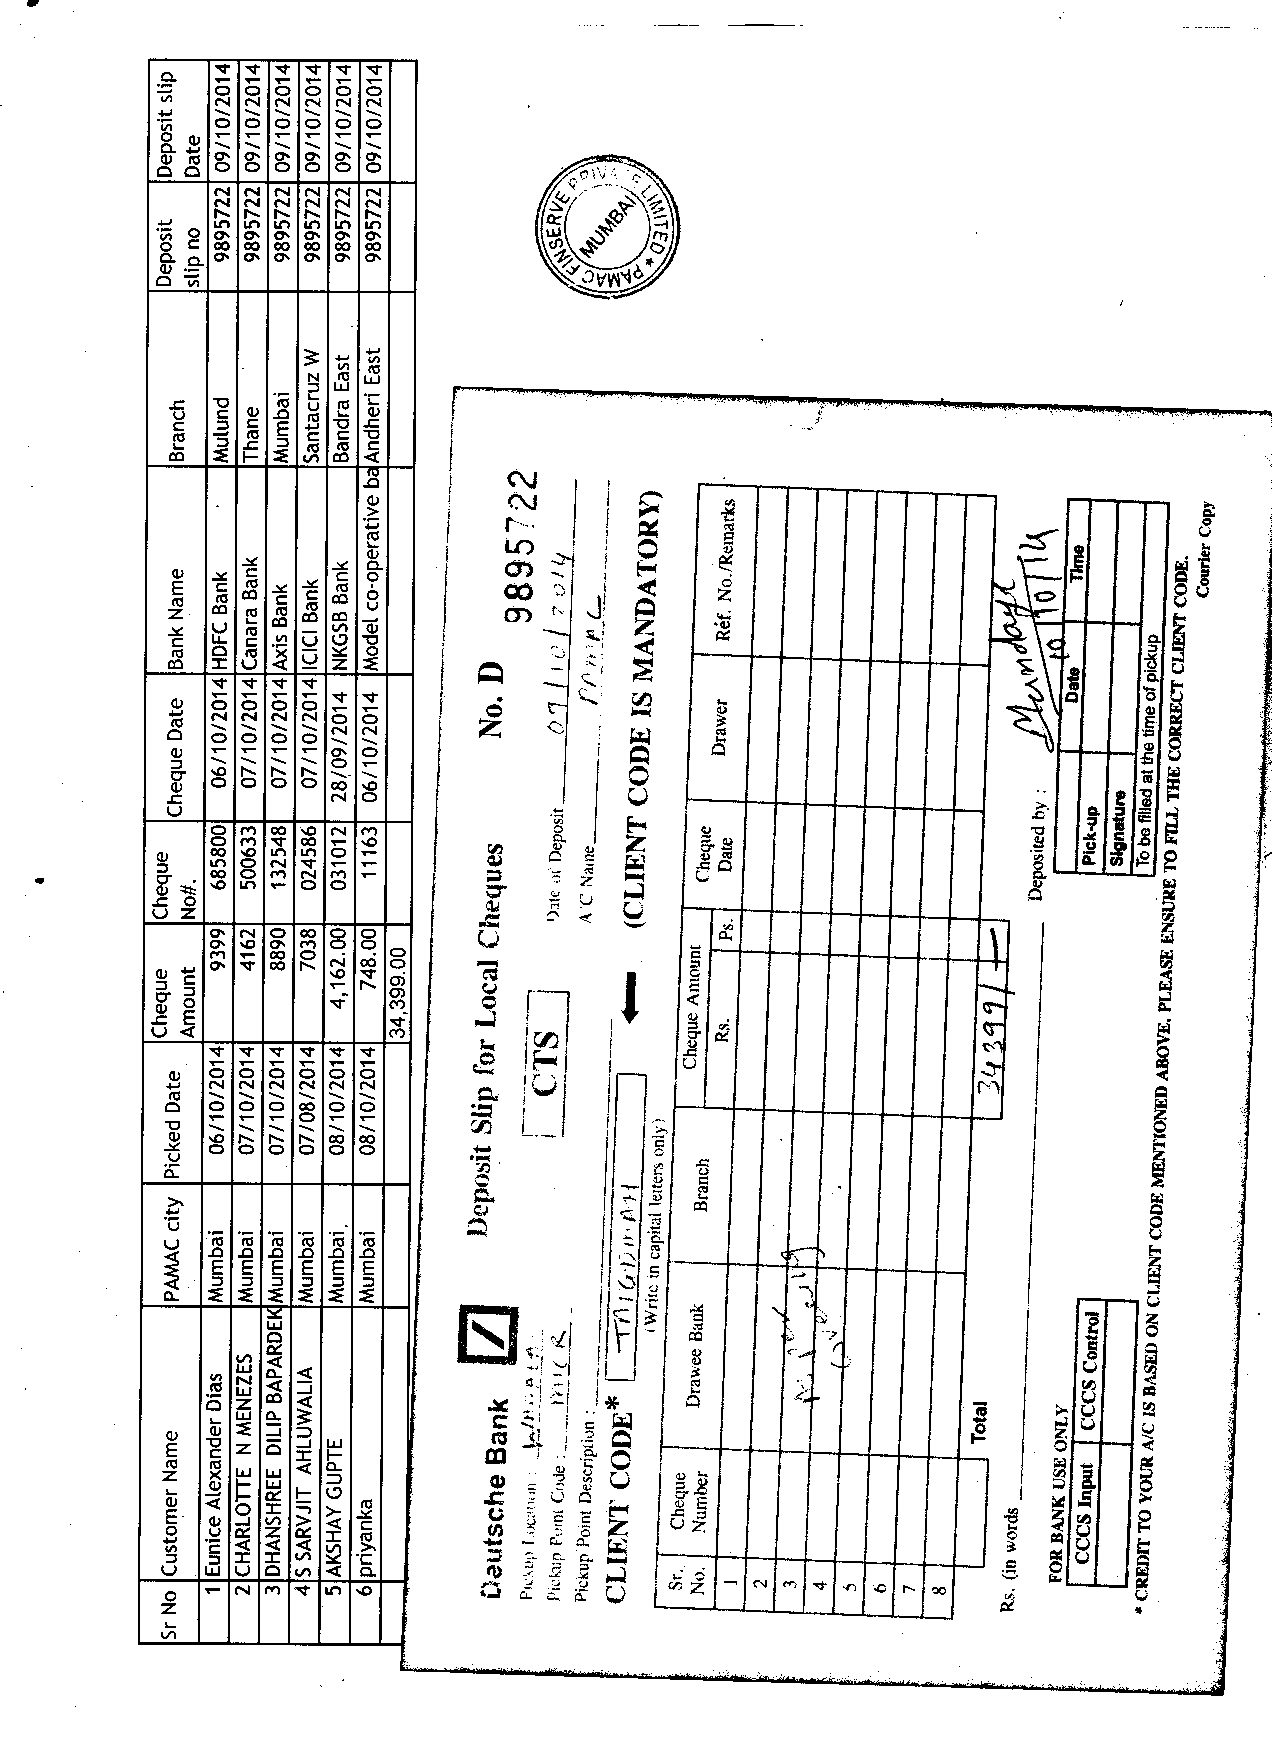 Sr No Customer Name PAMAC city Picked Date Cheque Amount Cheque No#. Cheque Date Bank Name Branch Deposit slip no Deposit slip Date
1 Eunice Alexander Dias Mumbai 06/10/2014 9399 685800 06/10/2014 HDFC Bank Mulund 9895722 09/10/2014
2 CHARLOTTE N MENEZES Mumbai 07/10/2014 4162 500633 07/10/2014 Canara Bank Thane 9895722 09/10/2014
3 DHANSHREE DILIP BAPARDEK Mumbai 07/10/2014 8890 132548 07/10/2014 Axis Bank Mumbai 9895722 09/10/2014
4 S SARVJIT AHLUWALIA Mumbai 07/08/2014 7038 024586 07/10/2014 ICICI Bank Santacruz W 9895722 09/10/2014
5 AKSHAY GUPTE Mumbai 08/10/2014 4,162.00 031012 28/09/2014 NKGSB Bank Bandra East 9895722 09/10/2014
6 priyanka Mumbai 08/10/2014 748.00 11163 06/10/2014 Model co-operative ba Andheri East 9895722 09/10/2014
34,399.00
PAMAC FINSERVE PRIVATE LIMITED *
MUMBAI
Deutsche Bank Deposit Slip for Local Cheques No. D 9895722
Pickup Location :
CTS
Date of Deposit 09/10/2014
Pickup Point Code : MICR
A/C Name PAMAC
Pickup Point Description :
CLIENT CODE* (CLIENT CODE IS MANDATORY)
(Write in capital letters only)
Sr. No. Cheque Number Drawee Bank Branch Cheque Amount Rs. Ps. Cheque Date Drawer Ref. No./Remarks
1
2
3 As per
4
5
6
7
8
Total 34399/-
Rs. (in words Deposited by :
10/10/14
FOR BANK USE ONLY
CCCS Input CCCS Control
Date Time
Pick-up
Signature
To be filled at the time of pickup
* CREDIT TO YOUR A/C IS BASED ON CLIENT CODE MENTIONED ABOVE, PLEASE ENSURE TO FILL THE CORRECT CLIENT CODE.
Courier Copy